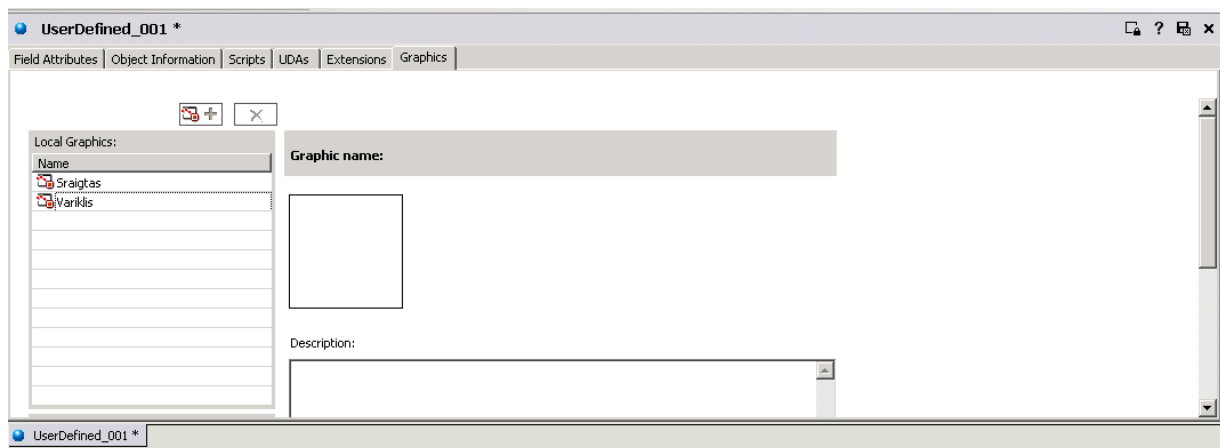 UserDefined_001 *
Field Attributes Object Information Scripts UDAs Extensions Graphics
Local Graphics:
Name
Sraigtas
Variklis
Graphic name:
Description:
UserDefined_001 *